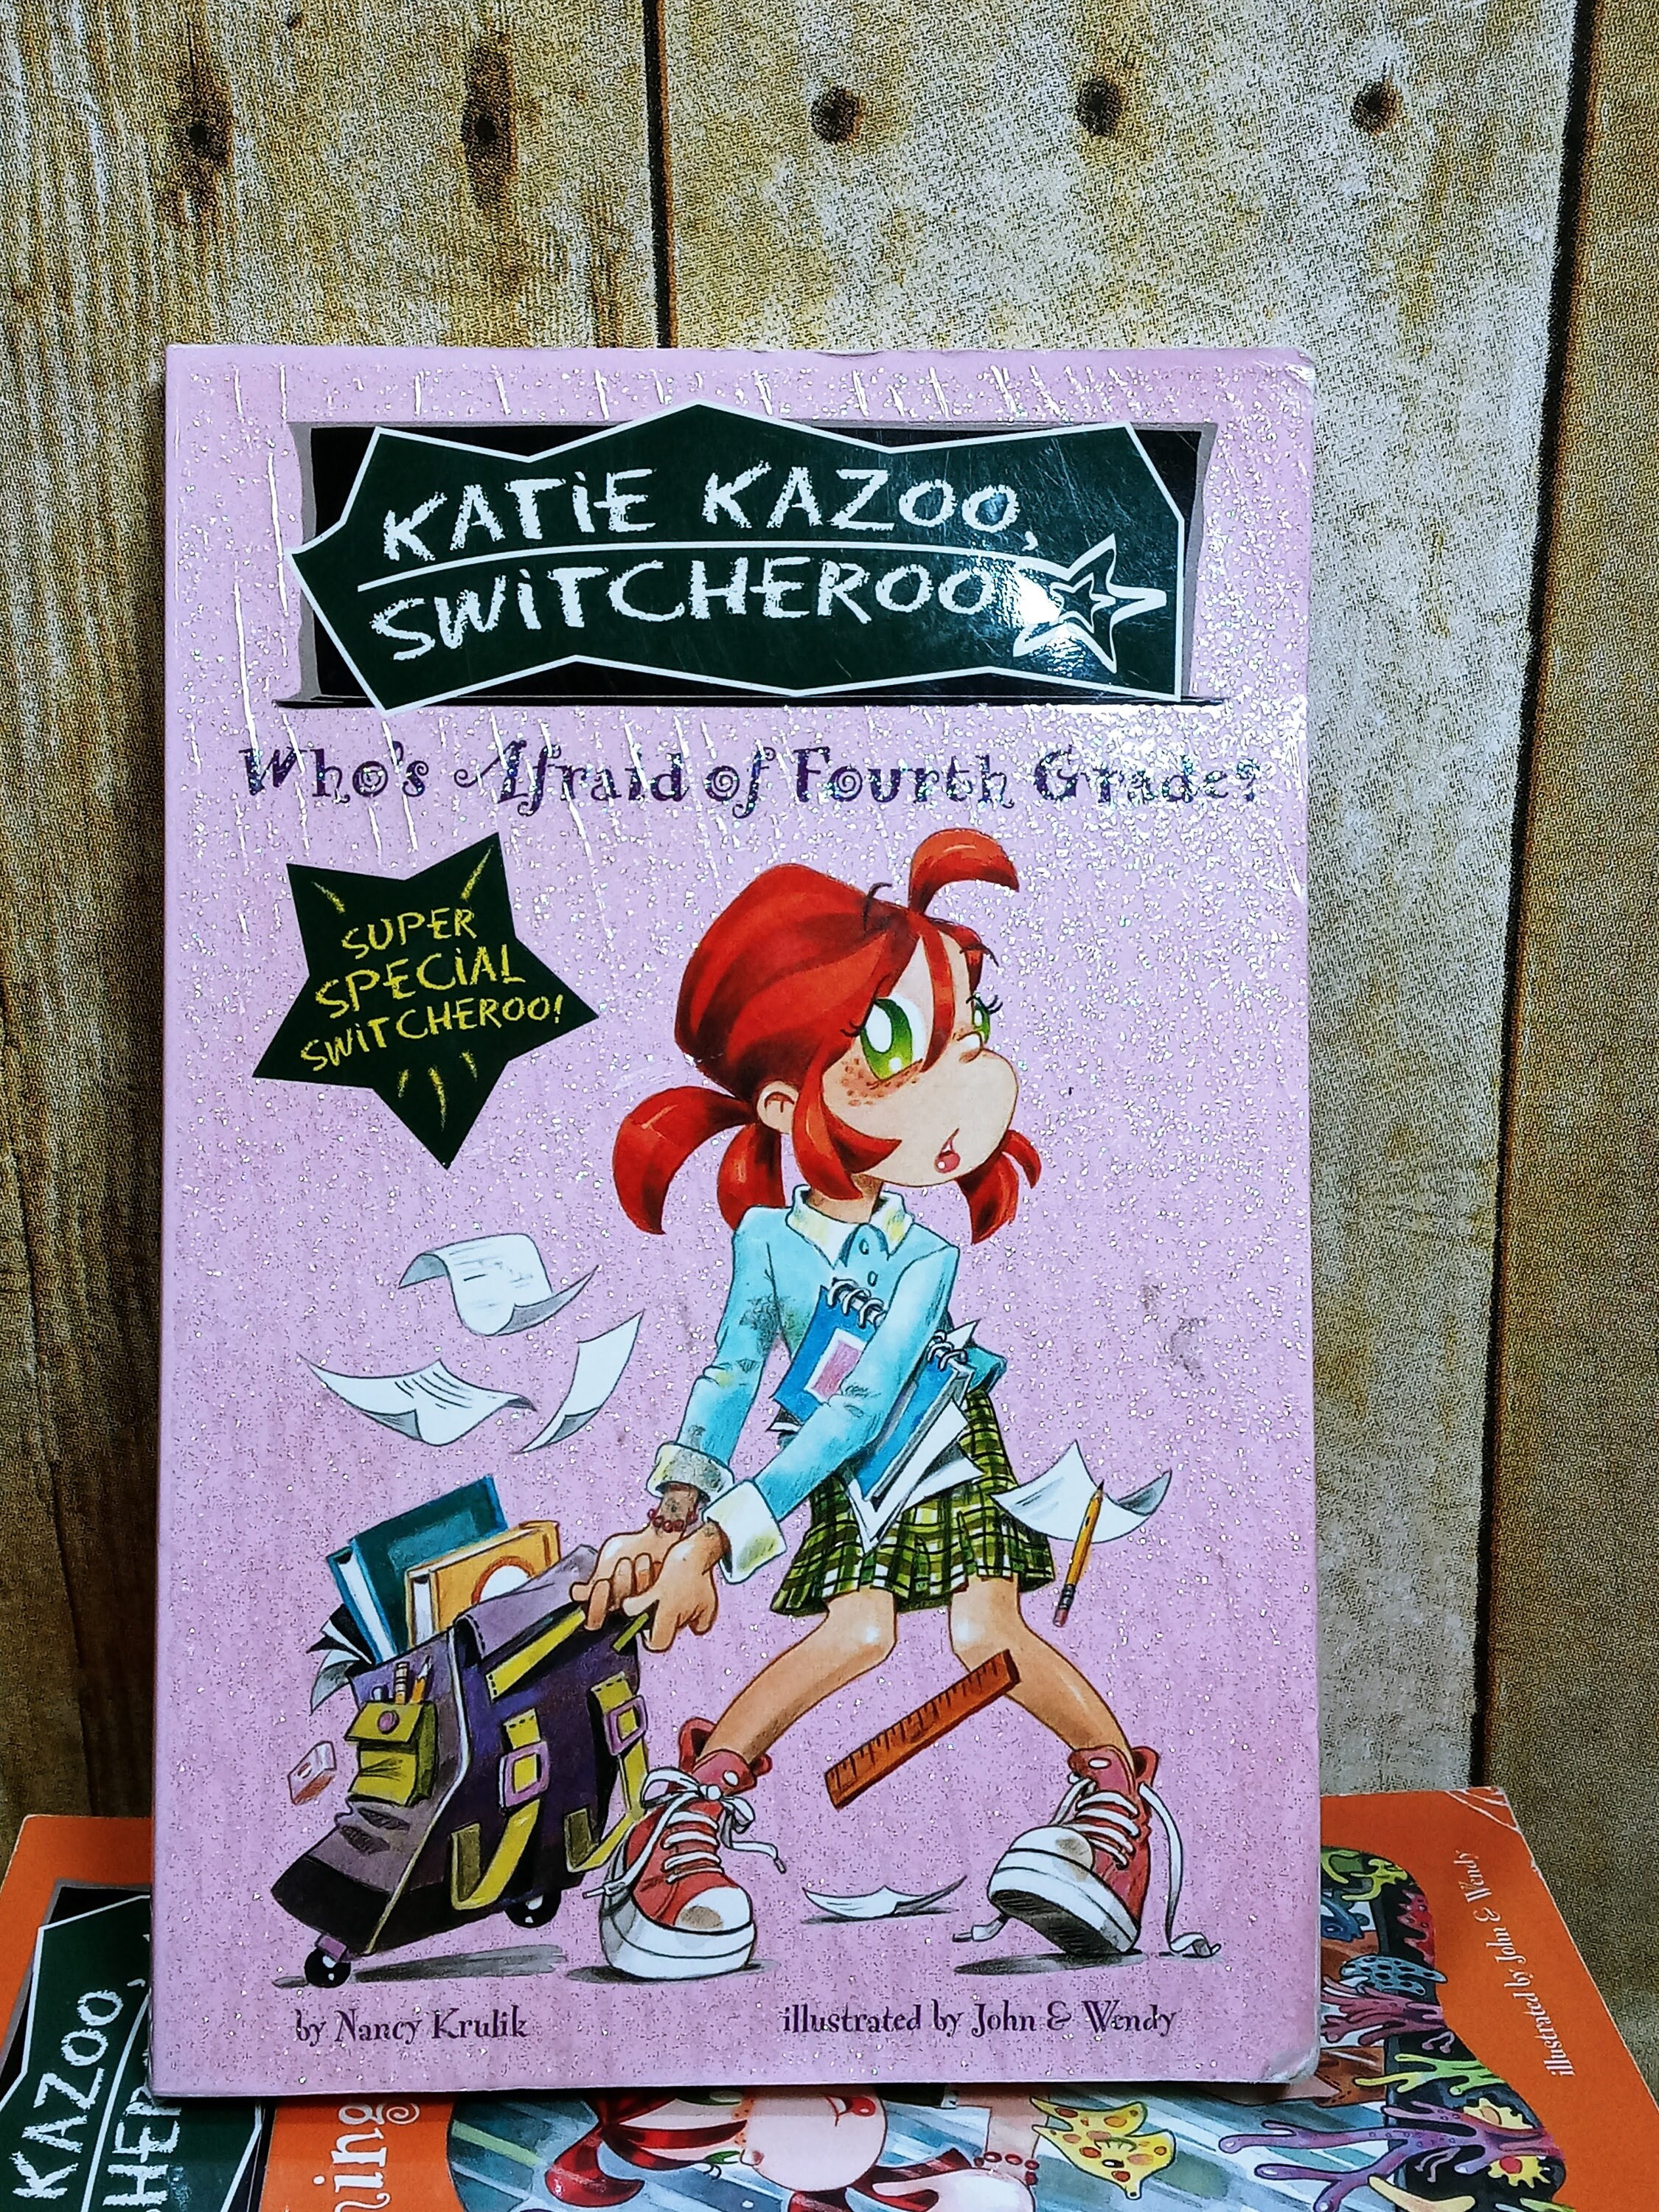 KATiE KAZOO,
SWiTCHEROO
Who's Afraid of Fourth Grade?
SUPER
SPECiAL
SWiTCHEROO!
by Nancy Krulik
illustrated by John & Wendy
illustrated by John & Wendy
KAZOO,